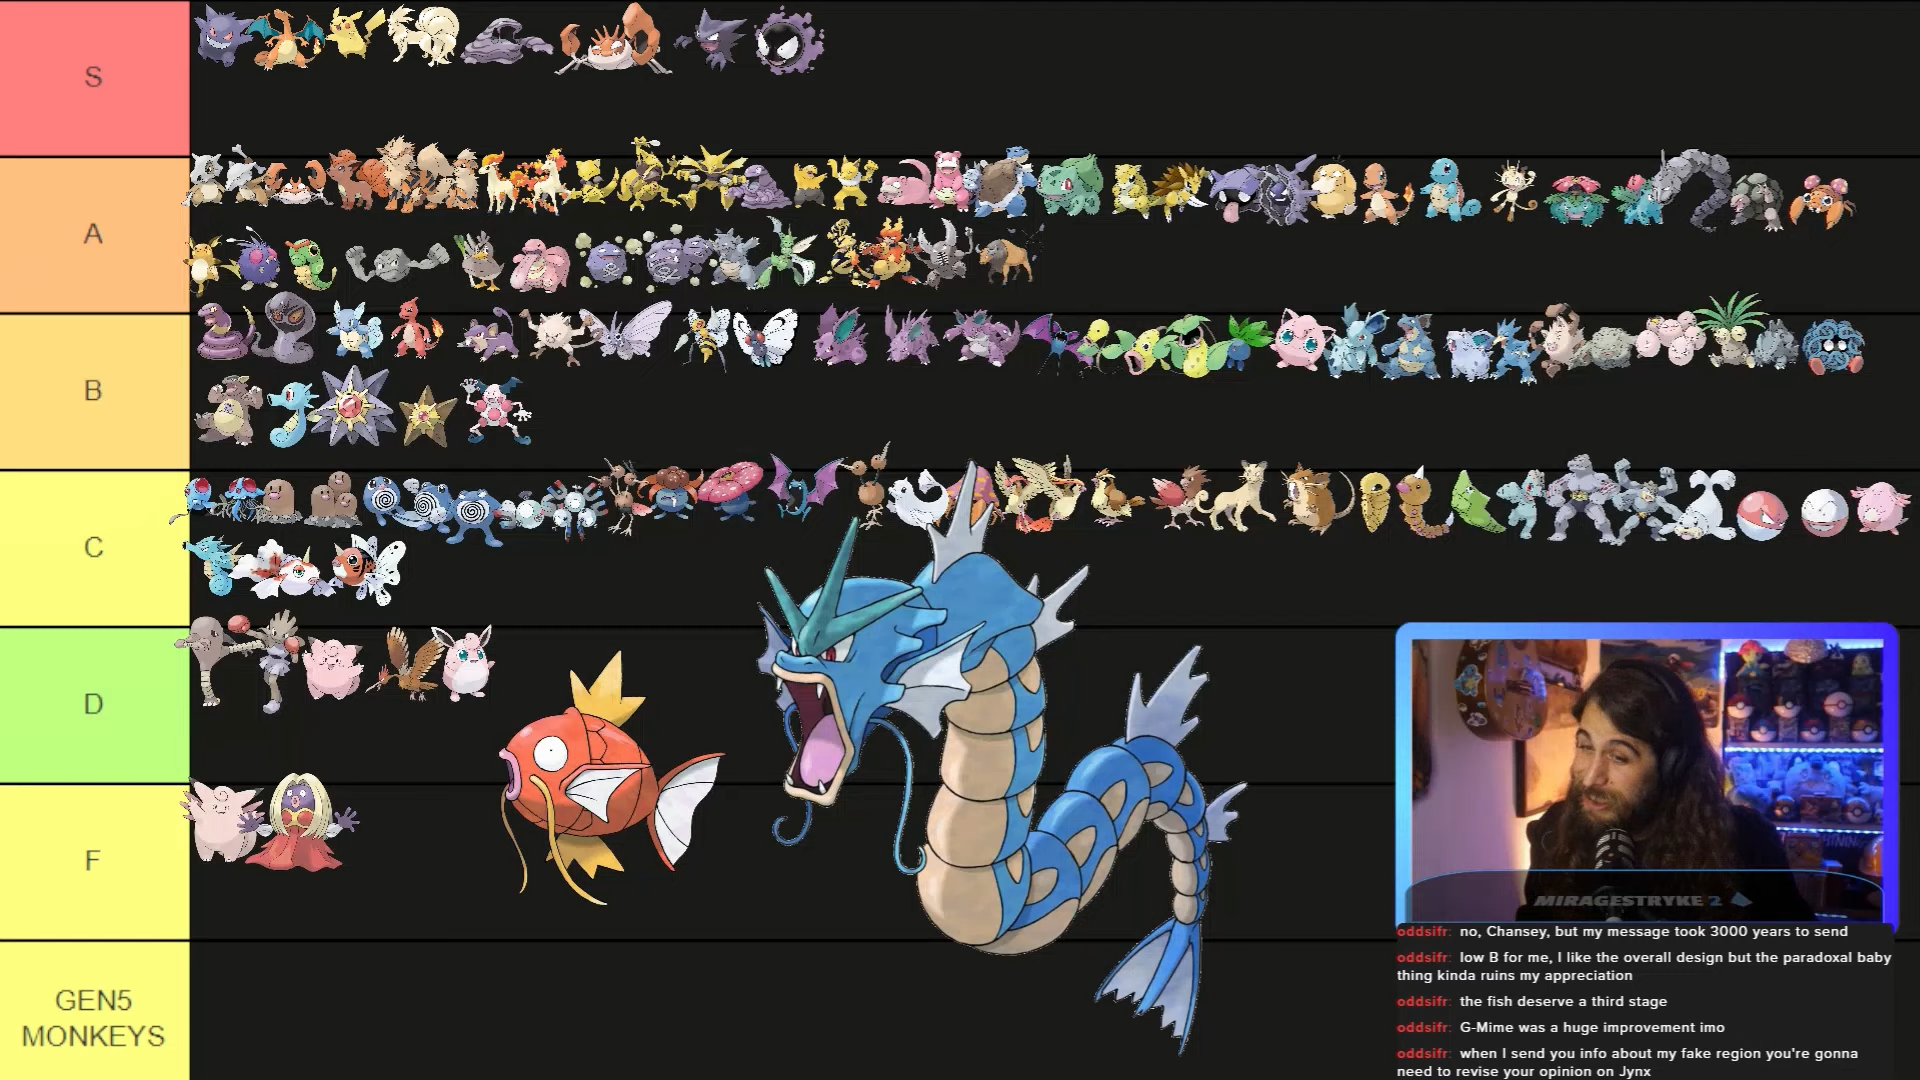 S
A
B
C
D
F
GEN5
MONKEYS
MIRAGESTRYKE 2
oddsifr: no, Chansey, but my message took 3000 years to send
oddsifr: low B for me, I like the overall design but the paradoxal baby
thing kinda ruins my appreciation
oddsifr: the fish deserve a third stage
oddsifr: G-Mime was a huge improvement imo
oddsifr: when I send you info about my fake region you're gonna
need to revise your opinion on Jynx